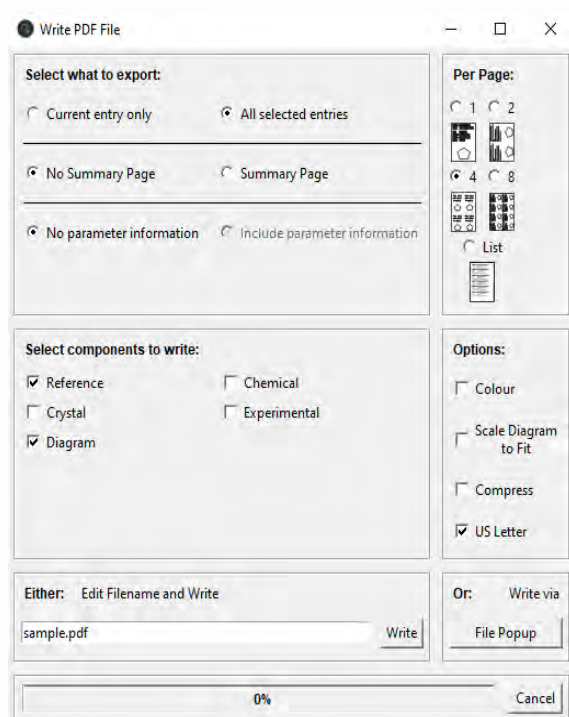 Write PDF File
Select what to export:
Current entry only
All selected entries
No Summary Page
Summary Page
No parameter information
Include parameter information
Per Page:
1
2
4
8
List
Select components to write:
Reference
Chemical
Crystal
Experimental
Diagram
Options:
Colour
Scale Diagram
to Fit
Compress
US Letter
Either: Edit Filename and Write
sample.pdf
Write
Or: Write via
File Popup
0%
Cancel